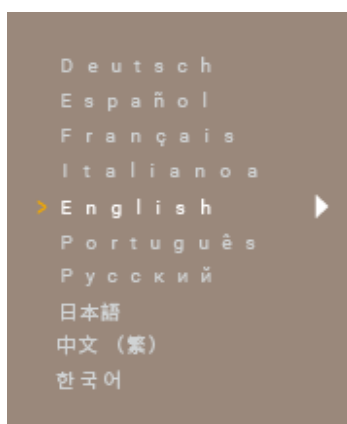 Deutsch
Español
Français
Italianoa
> English
Português
Русский
日本語
中文 (繁)
한국어